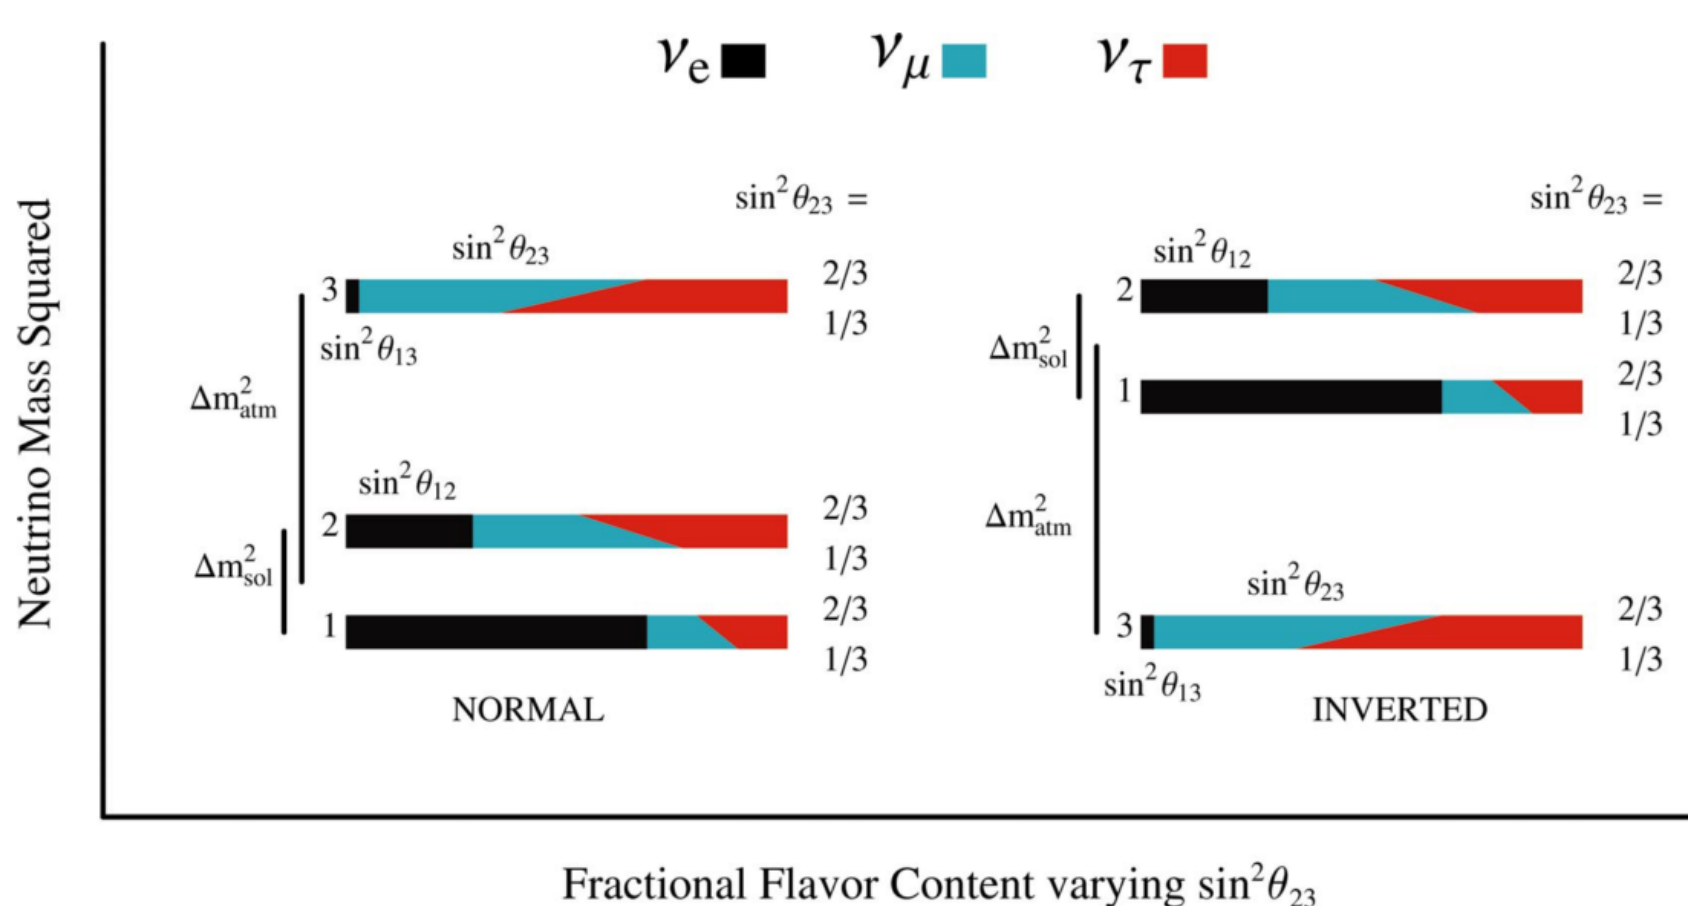 νe νμ ντ
sin²θ₂₃ =
sin²θ₂₃
3
2/3
1/3
sin²θ₁₃
Δm²atm
sin²θ₁₂
2
2/3
1/3
Δm²sol
1
2/3
1/3
NORMAL
sin²θ₂₃ =
sin²θ₁₂
2
2/3
1/3
Δm²sol
1
2/3
1/3
Δm²atm
sin²θ₂₃
3
2/3
1/3
sin²θ₁₃
INVERTED
Neutrino Mass Squared
Fractional Flavor Content varying sin²θ₂₃